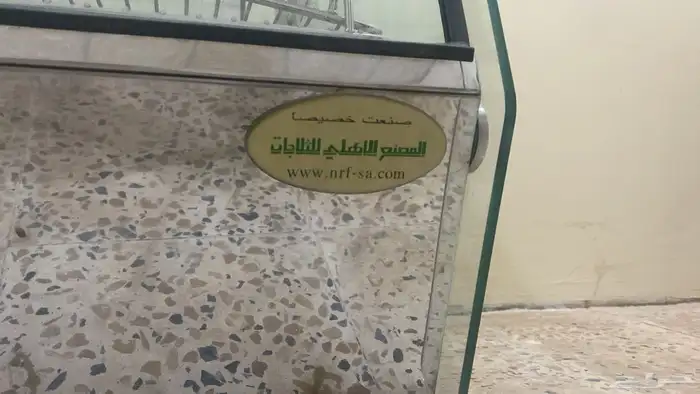 صنعت خصيصا
المصنع الاهلي للثلاجات
www.nrf-sa.com